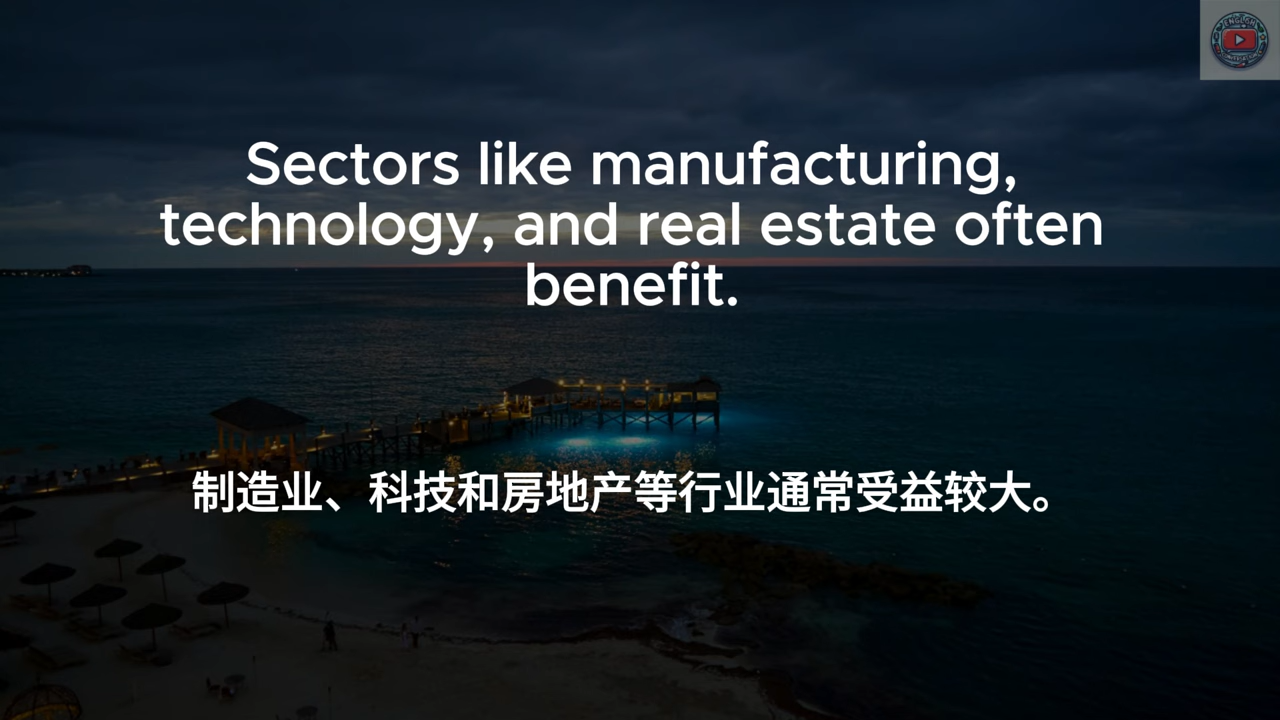 ENGLISH
Sectors like manufacturing,
technology, and real estate often
benefit.
制造业、科技和房地产等行业通常受益较大。